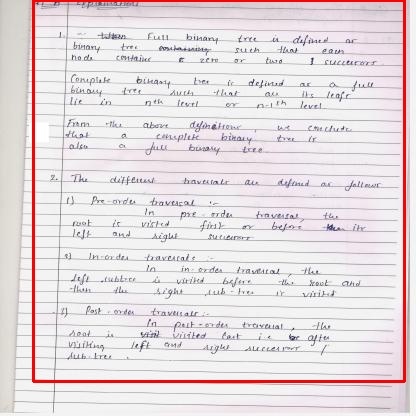 Explanation
1. Full binary tree is defined as
binary tree such that each
node contains zero or two successors.
Complete binary tree is defined as a full
binary tree such that all its leafs
lie in nth level or n-1th level
From the above definitions, we conclude
that a complete binary tree is
also a full binary tree.
2. The different traversals are defined as follows
1) Pre-order traversal :-
In pre-order traversal, the
root is visited first or before its
left and right successors
2) In-order traversals :-
In in-order traversal, the
left subtree is visited before the root and
then the right sub-tree is visited
3) Post-order traversals :-
In post-order traversal, the
root is visited last i.e after
visiting left and right successors
sub-tree.